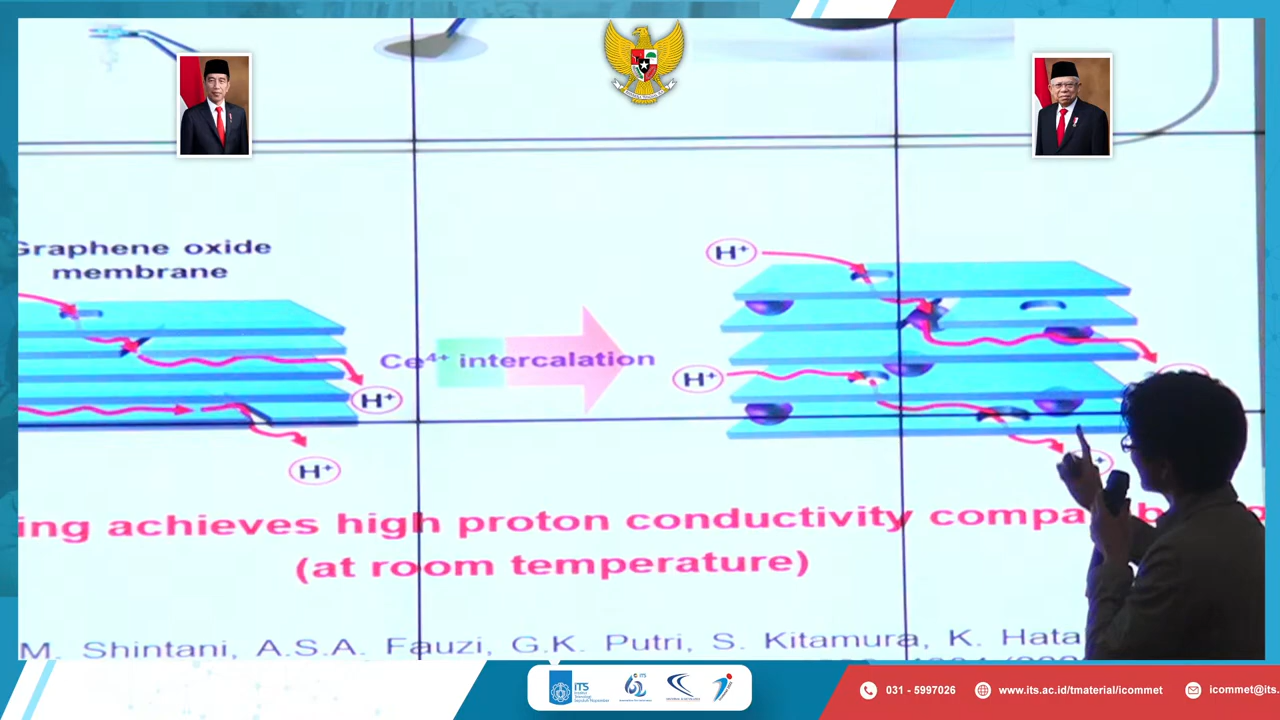 Graphene oxide
membrane
H⁺
H⁺
Ce⁴⁺ intercalation
H⁺
H⁺
ing achieves high proton conductivity compa
(at room temperature)
M. Shintani, A.S.A. Fauzi, G.K. Putri, S. Kitamura, K. Hata
ITS
031 - 5997026
www.its.ac.id/tmaterial/icommet
icommet@its.